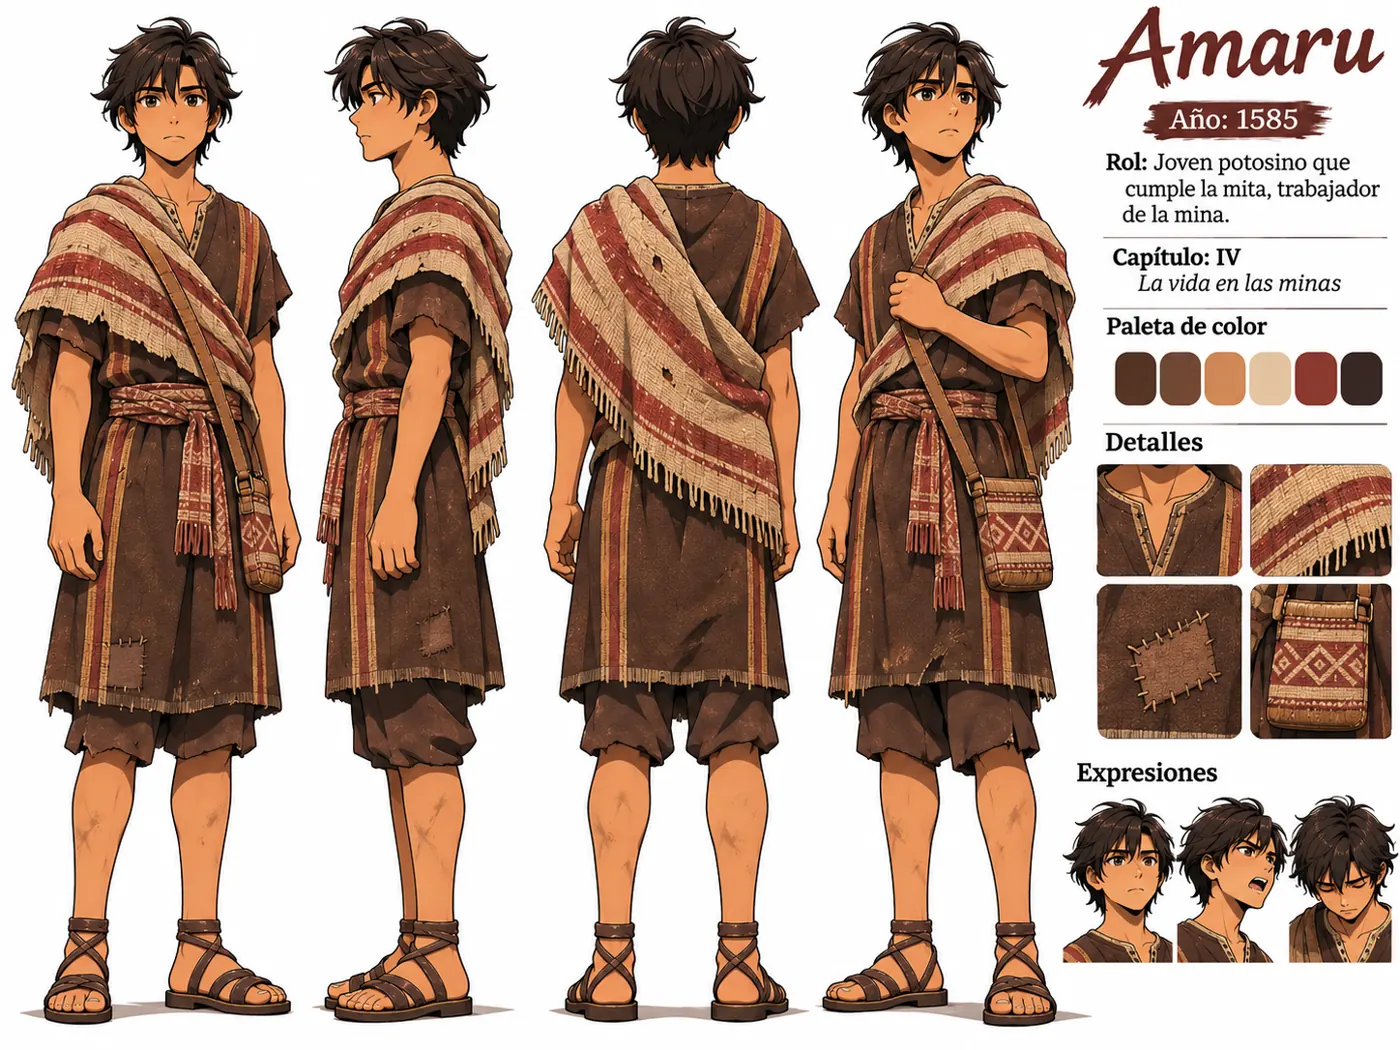 Amaru
Año: 1585
Rol: Joven potosino que
cumple la mita, trabajador
de la mina.
Capítulo: IV
La vida en las minas
Paleta de color
Detalles
Expresiones